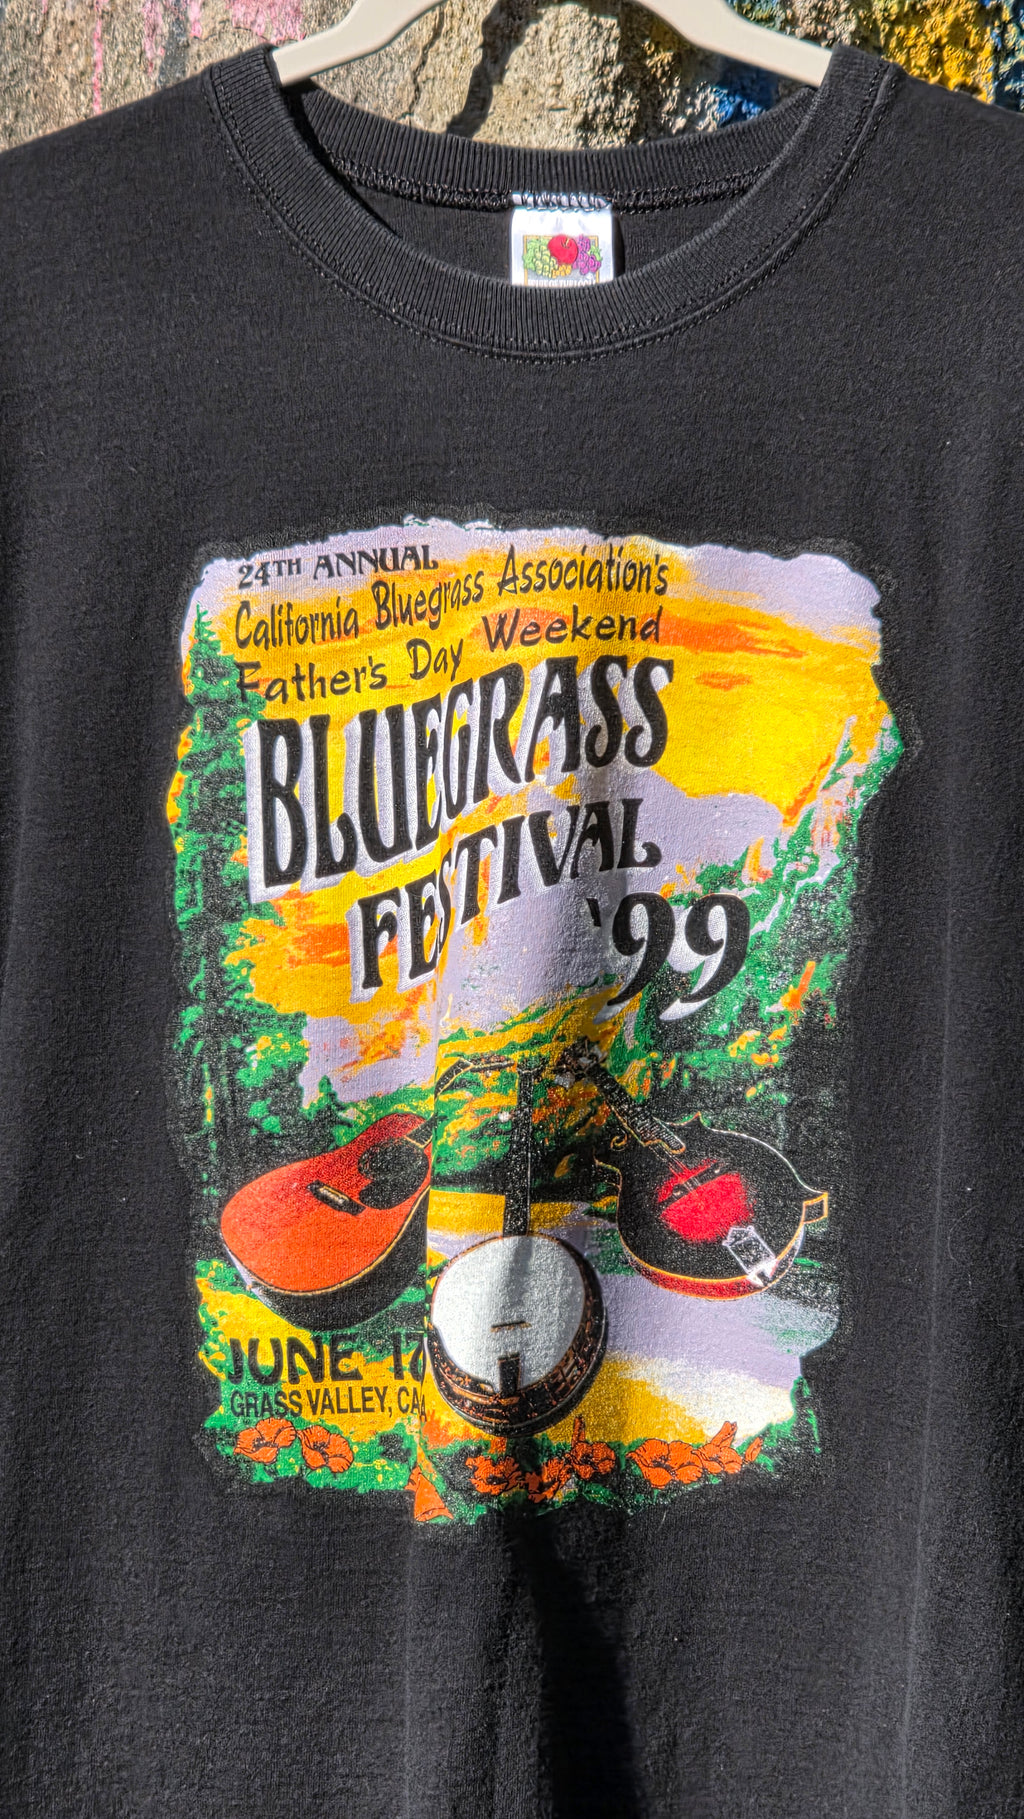 24TH ANNUAL
California Bluegrass Association's
Father's Day Weekend
BLUEGRASS
FESTIVAL
'99
JUNE 17
GRASS VALLEY, CA